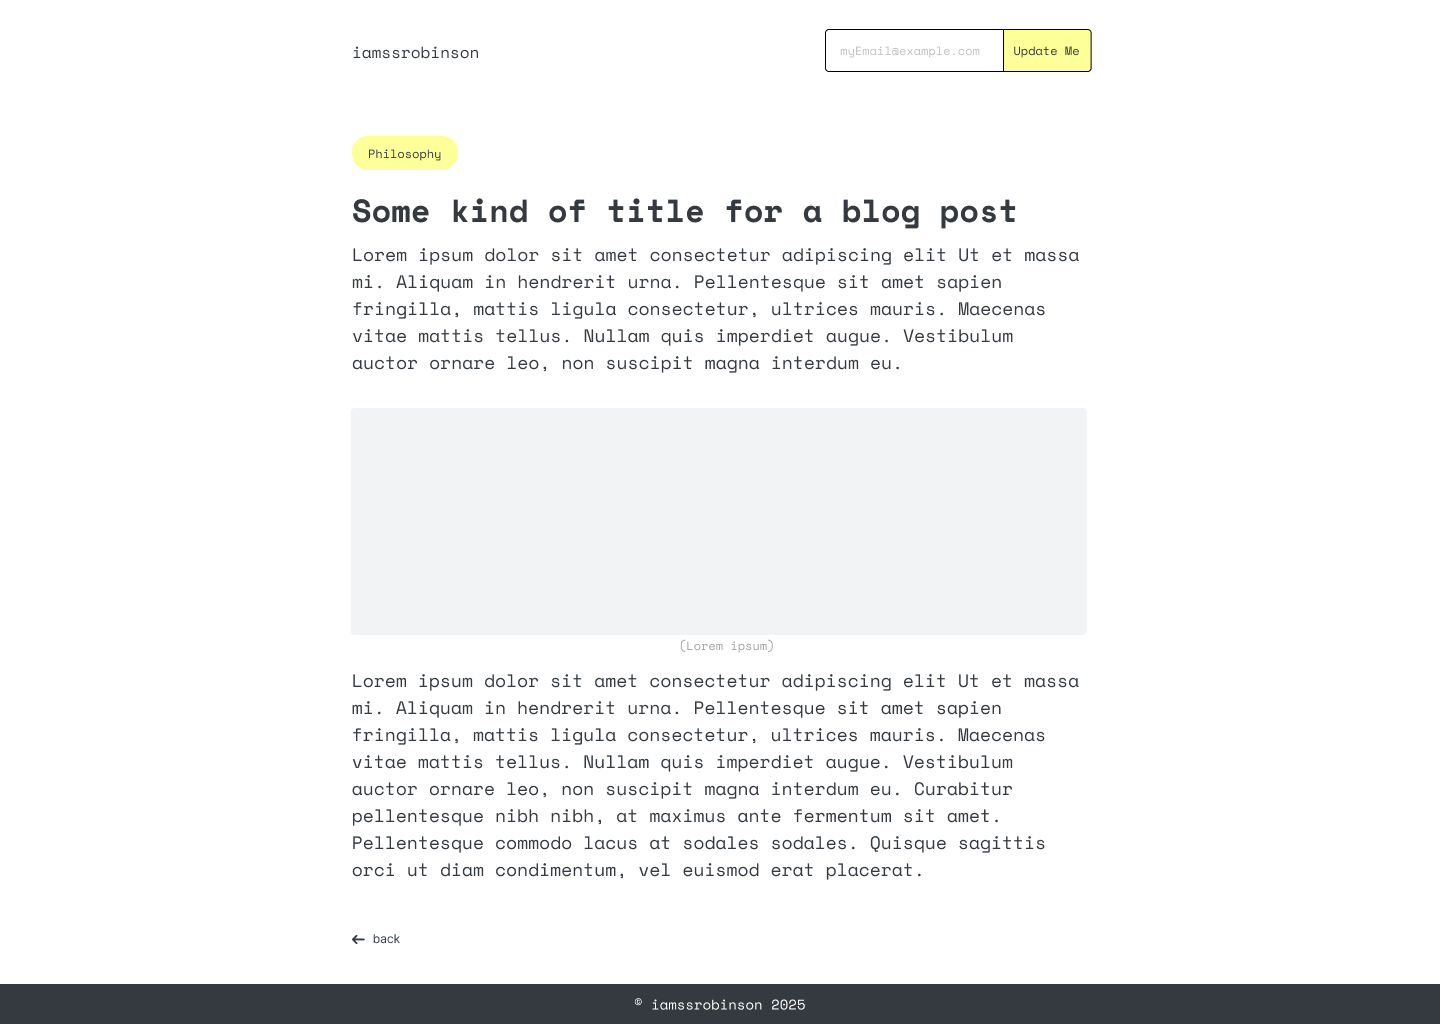 iamssrobinson
myEmail@example.com
Update Me
Philosophy
Some kind of title for a blog post
Lorem ipsum dolor sit amet consectetur adipiscing elit Ut et massa
mi. Aliquam in hendrerit urna. Pellentesque sit amet sapien
fringilla, mattis ligula consectetur, ultrices mauris. Maecenas
vitae mattis tellus. Nullam quis imperdiet augue. Vestibulum
auctor ornare leo, non suscipit magna interdum eu.
(Lorem ipsum)
Lorem ipsum dolor sit amet consectetur adipiscing elit Ut et massa
mi. Aliquam in hendrerit urna. Pellentesque sit amet sapien
fringilla, mattis ligula consectetur, ultrices mauris. Maecenas
vitae mattis tellus. Nullam quis imperdiet augue. Vestibulum
auctor ornare leo, non suscipit magna interdum eu. Curabitur
pellentesque nibh nibh, at maximus ante fermentum sit amet.
Pellentesque commodo lacus at sodales sodales. Quisque sagittis
orci ut diam condimentum, vel euismod erat placerat.
← back
© iamssrobinson 2025